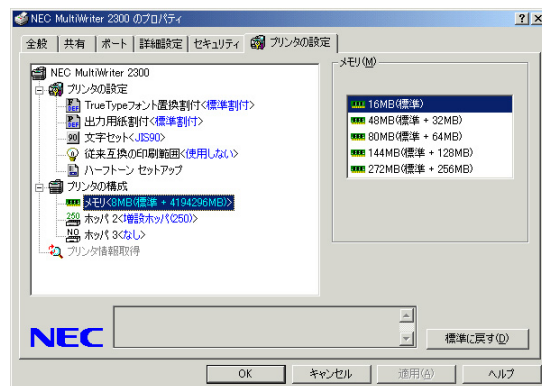 NEC MultiWriter 2300 のプロパティ
全般 共有 ポート 詳細設定 セキュリティ プリンタの設定
NEC MultiWriter 2300
プリンタの設定
TrueTypeフォント置換割付<標準割付>
出力用紙割付<標準割付>
文字セット<JIS90>
従来互換の印刷範囲<使用しない>
ハーフトーン セットアップ
プリンタの構成
メモリ<8MB(標準 + 4194296MB)>
ホッパ 2<増設ホッパ(250)>
ホッパ 3<なし>
プリンタ情報取得
メモリ(M)
16MB(標準)
48MB(標準 + 32MB)
80MB(標準 + 64MB)
144MB(標準 + 128MB)
272MB(標準 + 256MB)
NEC
標準に戻す(D)
OK キャンセル 適用(A) ヘルプ